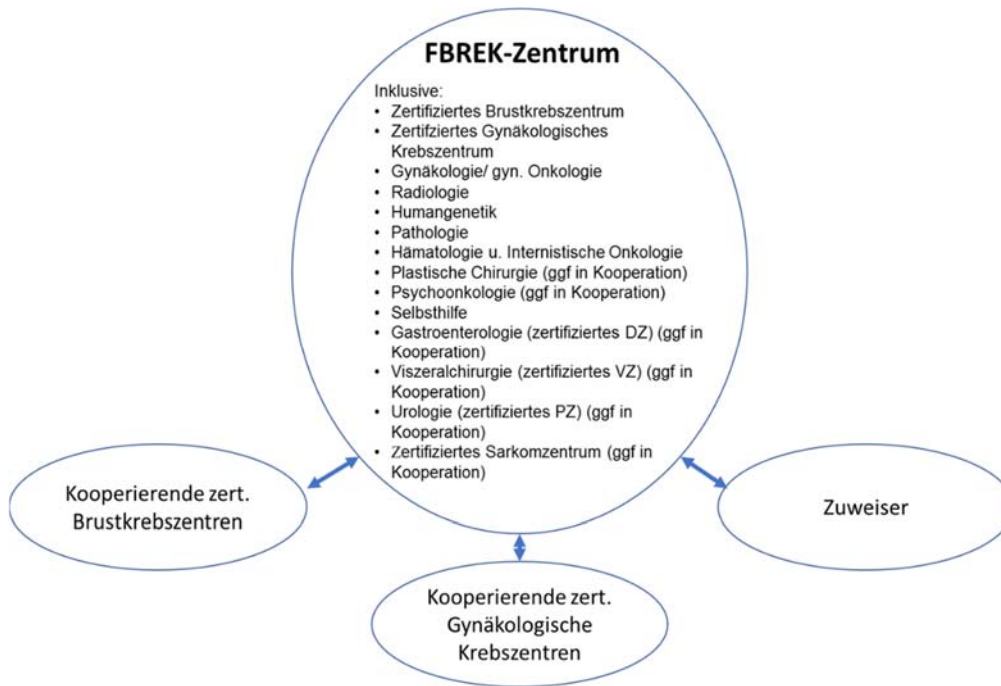 FBREK-Zentrum
Inklusive:
• Zertifiziertes Brustkrebszentrum
• Zertifziertes Gynäkologisches
Krebszentrum
• Gynäkologie/ gyn. Onkologie
• Radiologie
• Humangenetik
• Pathologie
• Hämatologie u. Internistische Onkologie
• Plastische Chirurgie (ggf in Kooperation)
• Psychoonkologie (ggf in Kooperation)
• Selbsthilfe
• Gastroenterologie (zertifiziertes DZ) (ggf in
Kooperation)
• Viszeralchirurgie (zertifiziertes VZ) (ggf in
Kooperation)
• Urologie (zertifiziertes PZ) (ggf in
Kooperation)
• Zertifiziertes Sarkomzentrum (ggf in
Kooperation)
Kooperierende zert.
Brustkrebszentren
Zuweiser
Kooperierende zert.
Gynäkologische
Krebszentren